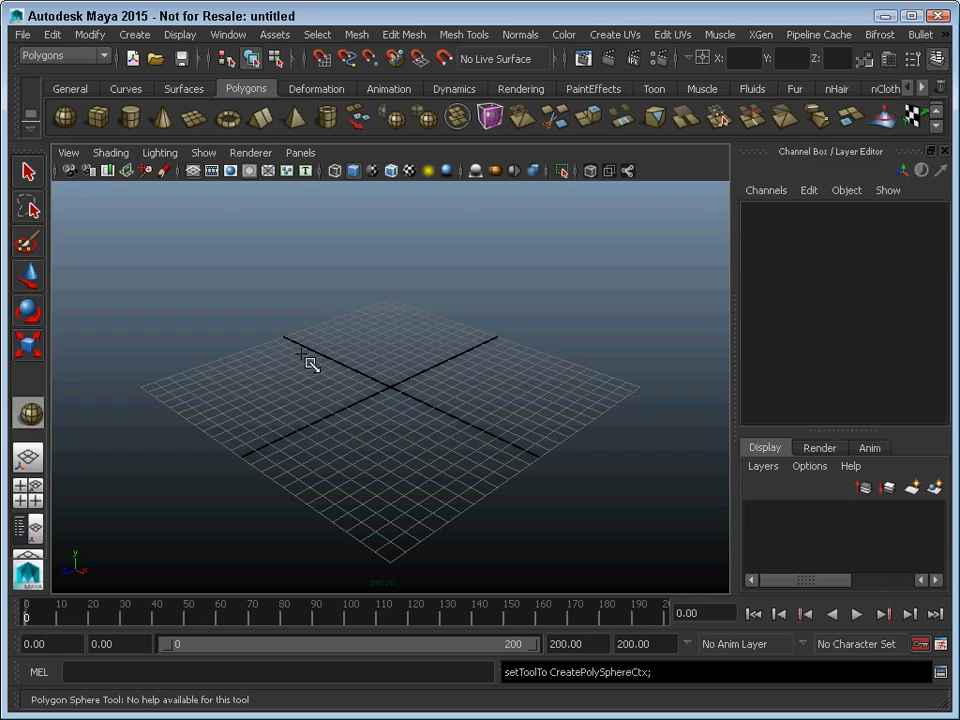 Autodesk Maya 2015 - Not for Resale: untitled
File Edit Modify Create Display Window Assets Select Mesh Edit Mesh Mesh Tools Normals Color Create UVs Edit UVs Muscle XGen Pipeline Cache Bifrost Bullet »
Polygons No Live Surface X: Y: Z:
General Curves Surfaces Polygons Deformation Animation Dynamics Rendering PaintEffects Toon Muscle Fluids Fur nHair nCloth
View Shading Lighting Show Renderer Panels
Channel Box / Layer Editor
Channels Edit Object Show
persp
y
x
z
Display Render Anim
Layers Options Help
MAYA
0 10 20 30 40 50 60 70 80 90 100 110 120 130 140 150 160 170 180 190 2
0
0.00
0.00 0.00 0 200 200.00 200.00 No Anim Layer No Character Set
MEL setToolTo CreatePolySphereCtx;
Polygon Sphere Tool: No help available for this tool